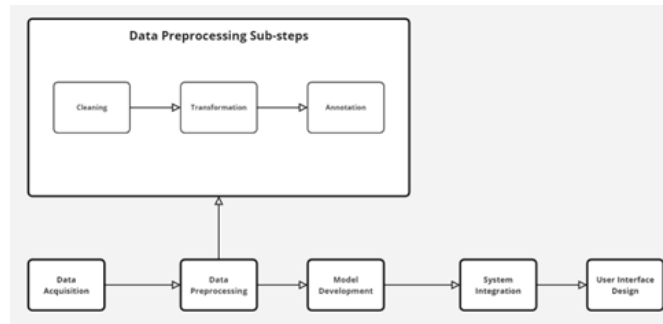 Data Preprocessing Sub-steps
Cleaning
Transformation
Annotation
Data
Acquisition
Data
Preprocessing
Model
Development
System
Integration
User Interface
Design